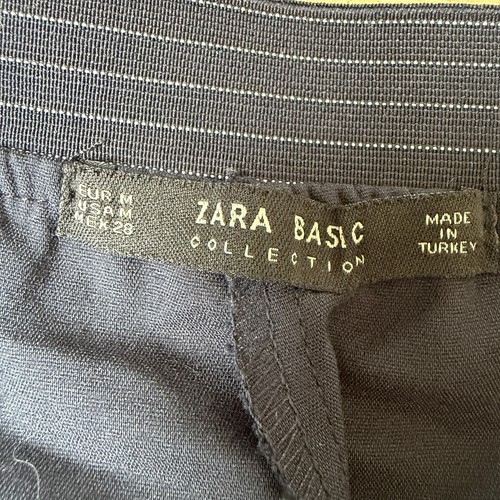 EUR M
USA M
MEX 28
ZARA BASIC
COLLECTION
MADE
IN
TURKEY